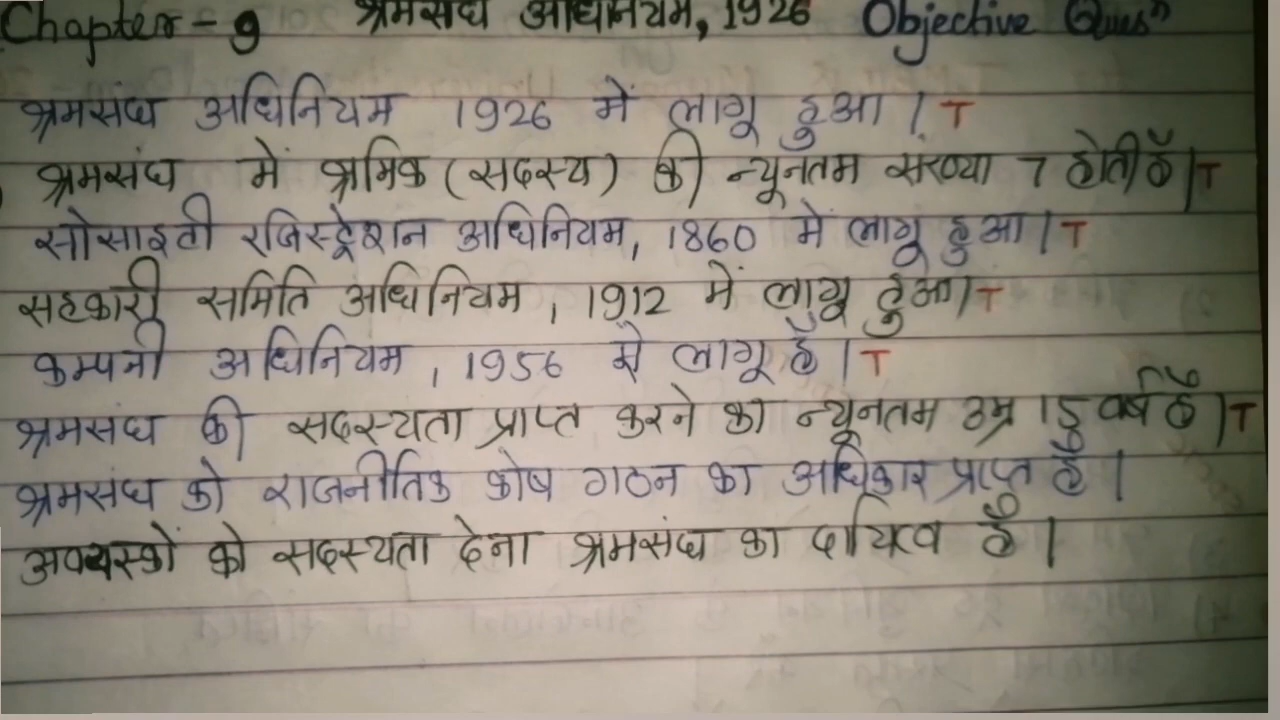 Chapter - 9 श्रमसंघ अधिनियम, 1926 Objective Quesⁿ
श्रमसंघ अधिनियम 1926 में लागू हुआ । T
श्रमसंघ में श्रमिक (सदस्य) की न्यूनतम संख्या 7 होती है। T
सोसाइटी रजिस्ट्रेशन अधिनियम, 1860 में लागू हुआ । T
सहकारी समिति अधिनियम, 1912 में लागू हुआ। T
कम्पनी अधिनियम, 1956 में लागू है । T
श्रमसंघ की सदस्यता प्राप्त करने का न्यूनतम उम्र 15 वर्ष है। T
श्रमसंघ को राजनीतिक कोष गठन का अधिकार प्राप्त है ।
अवयस्कों को सदस्यता देना श्रमसंघ का दायित्व है ।